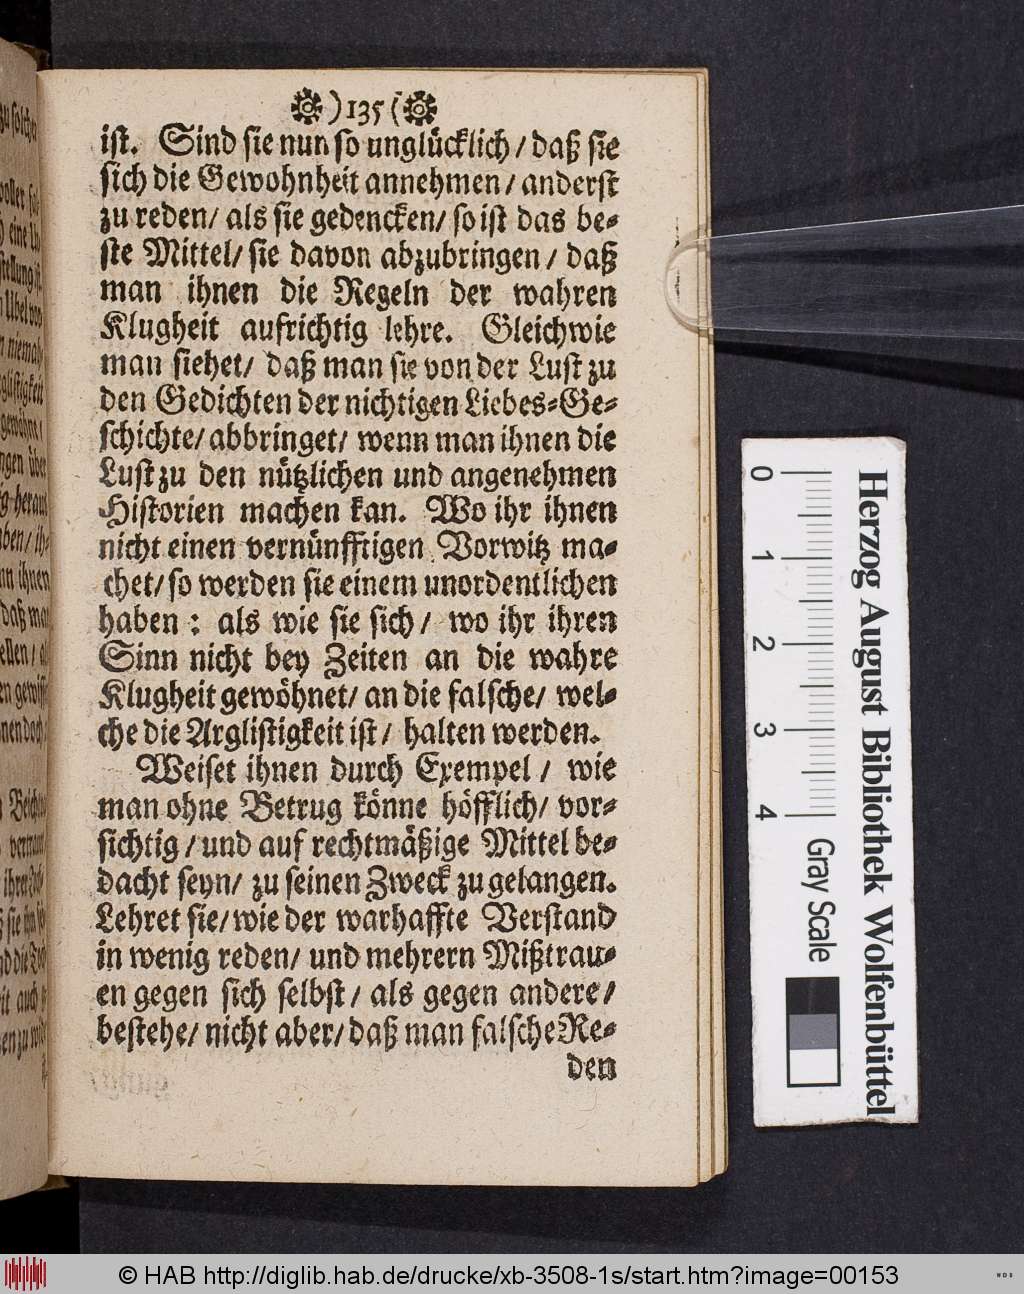 )135(
ist. Sind sie nun so unglücklich / daß sie
sich die Gewohnheit annehmen / anderst
zu reden / als sie gedencken / so ist das be-
ste Mittel / sie davon abzubringen / daß
man ihnen die Regeln der wahren
Klugheit aufrichtig lehre. Gleichwie
man siehet / daß man sie von der Lust zu
den Gedichten der nichtigen Liebes-Ge-
schichte / abbringet / wenn man ihnen die
Lust zu den nützlichen und angenehmen
Historien machen kan. Wo ihr ihnen
nicht einen vernünfftigen Vorwitz ma-
chet / so werden sie einem unordentlichen
haben : als wie sie sich / wo ihr ihren
Sinn nicht bey Zeiten an die wahre
Klugheit gewöhnet / an die falsche / wel-
che die Arglistigkeit ist / halten werden.
Weiset ihnen durch Exempel / wie
man ohne Betrug könne höfflich / vor-
sichtig / und auf rechtmäßige Mittel be-
dacht seyn / zu seinen Zweck zu gelangen.
Lehret sie / wie der warhaffte Verstand
in wenig reden / und mehrern Mißtrau-
en gegen sich selbst / als gegen andere /
bestehe / nicht aber / daß man falsche Re-
den
Herzog August Bibliothek Wolfenbüttel
0 1 2 3 4 Gray Scale
© HAB http://diglib.hab.de/drucke/xb-3508-1s/start.htm?image=00153